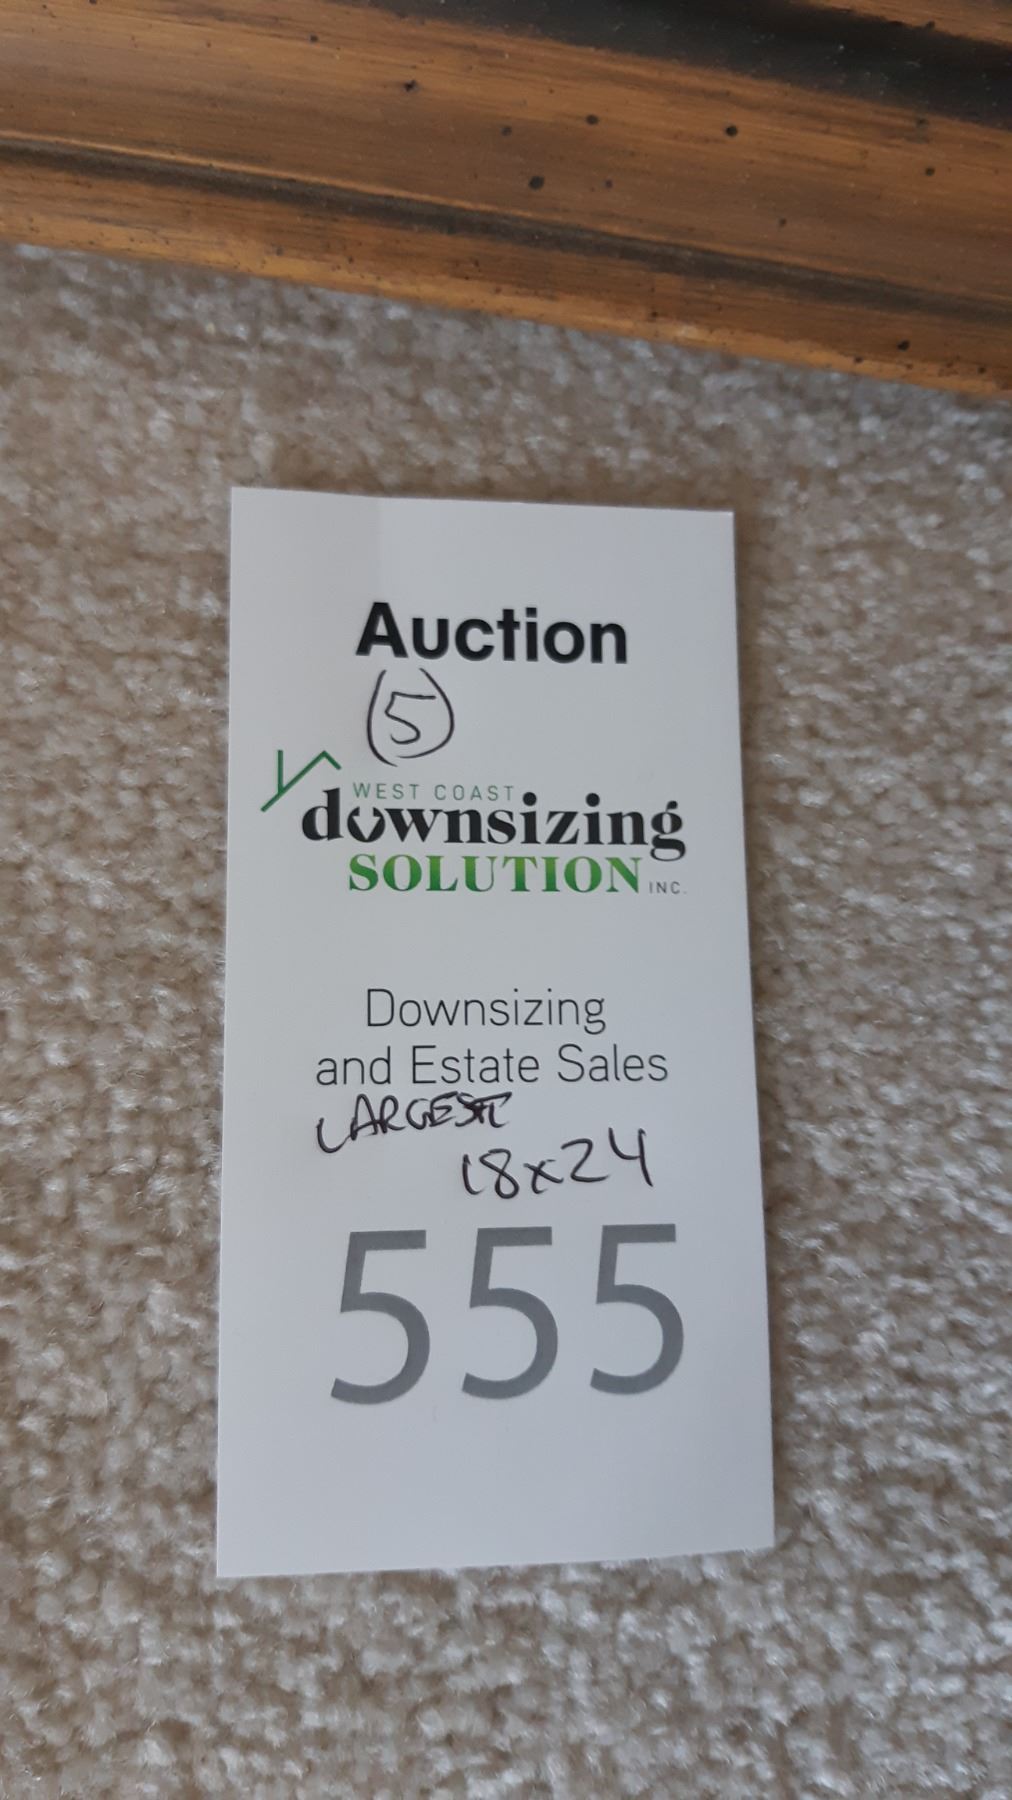 Auction
5
WEST COAST
downsizing
SOLUTION INC.
Downsizing
and Estate Sales
LARGEST
18x24
555